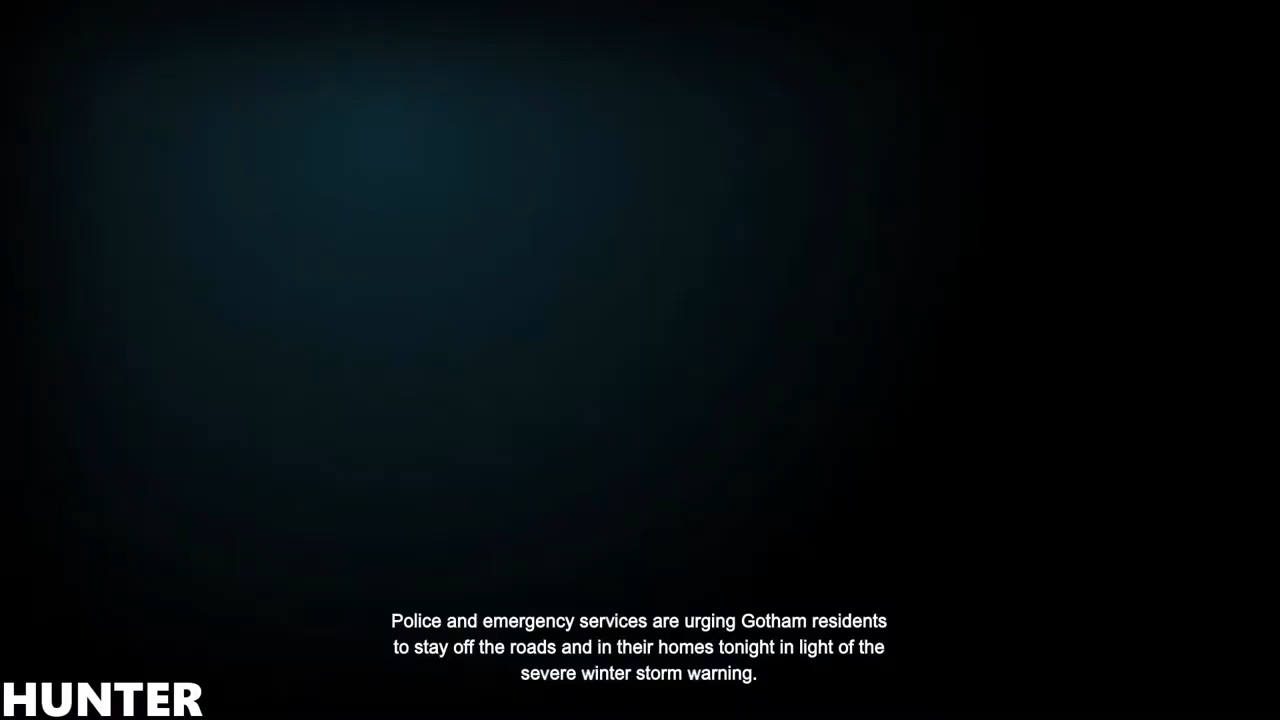 Police and emergency services are urging Gotham residents
to stay off the roads and in their homes tonight in light of the
severe winter storm warning.
HUNTER